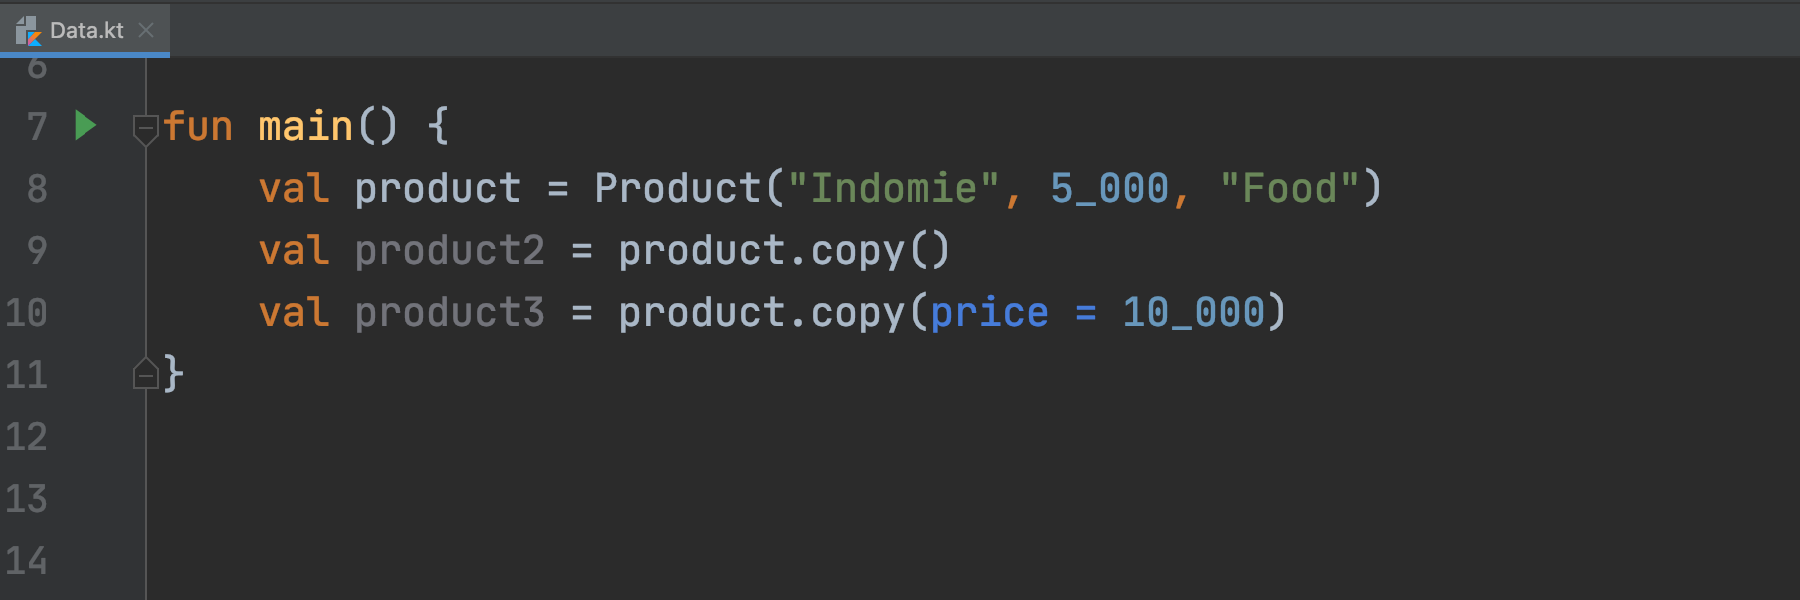 Data.kt
6
7 fun main() {
8 val product = Product("Indomie", 5_000, "Food")
9 val product2 = product.copy()
10 val product3 = product.copy(price = 10_000)
11 }
12
13
14